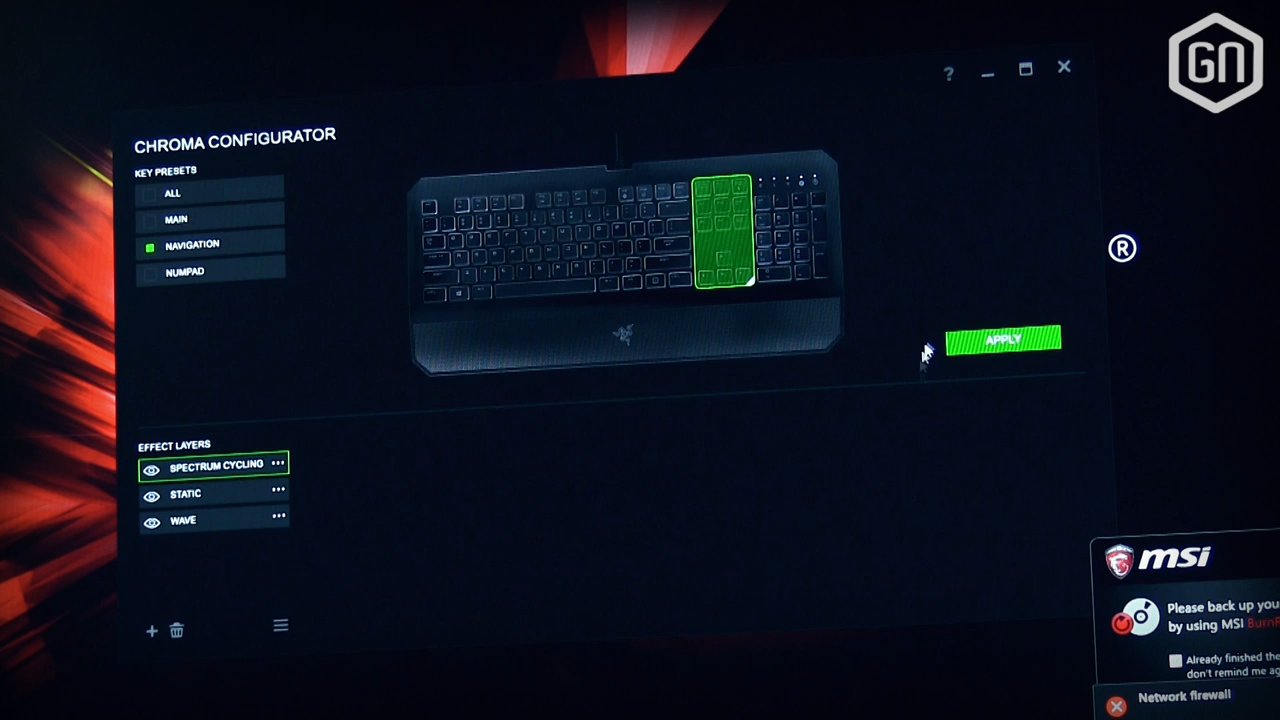 GN
?
CHROMA CONFIGURATOR
KEY PRESETS
ALL
MAIN
NAVIGATION
NUMPAD
®
APPLY
EFFECT LAYERS
SPECTRUM CYCLING
STATIC
WAVE
msi
Please back up you
by using MSI
Already finished the
don't remind me ag
Network firewall